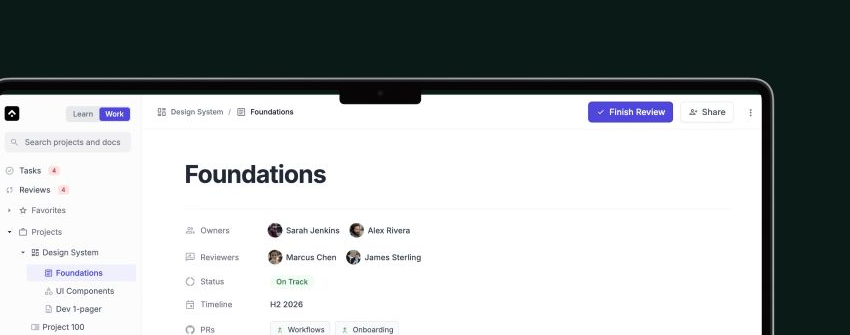 Learn Work
Design System / Foundations
Finish Review
Share
Search projects and docs
Tasks 4
Reviews 4
Favorites
Projects
Design System
Foundations
UI Components
Dev 1-pager
Project 100
Foundations
Owners Sarah Jenkins Alex Rivera
Reviewers Marcus Chen James Sterling
Status On Track
Timeline H2 2026
PRs Workflows Onboarding